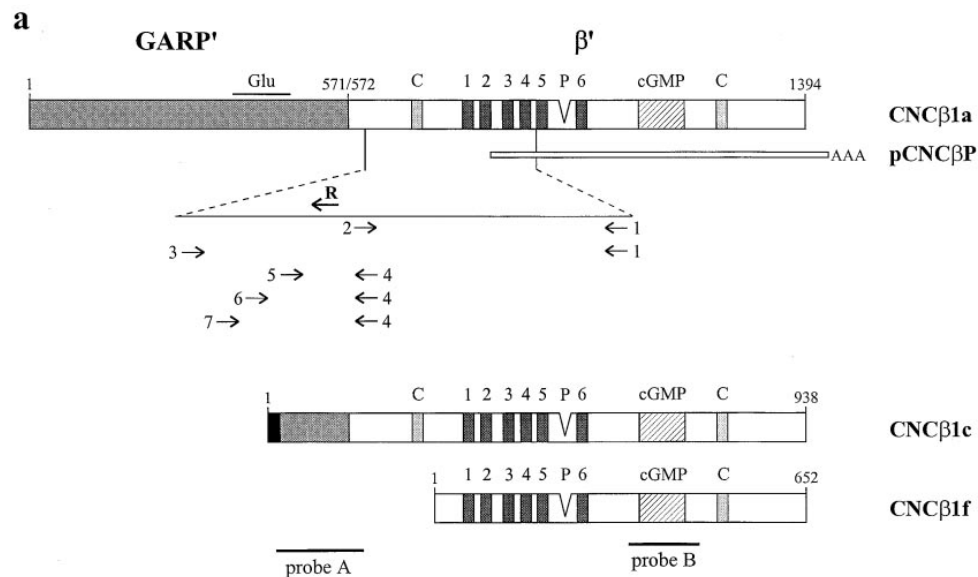 a
GARP' β'
1 Glu 571/572 C 1 2 3 4 5 P 6 cGMP C 1394
CNCβ1a
pCNCβP
AAA
R
2 1
3 1
5 4
6 4
7 4
1 C 1 2 3 4 5 P 6 cGMP C 938
CNCβ1c
1 1 2 3 4 5 P 6 cGMP C 652
CNCβ1f
probe A probe B